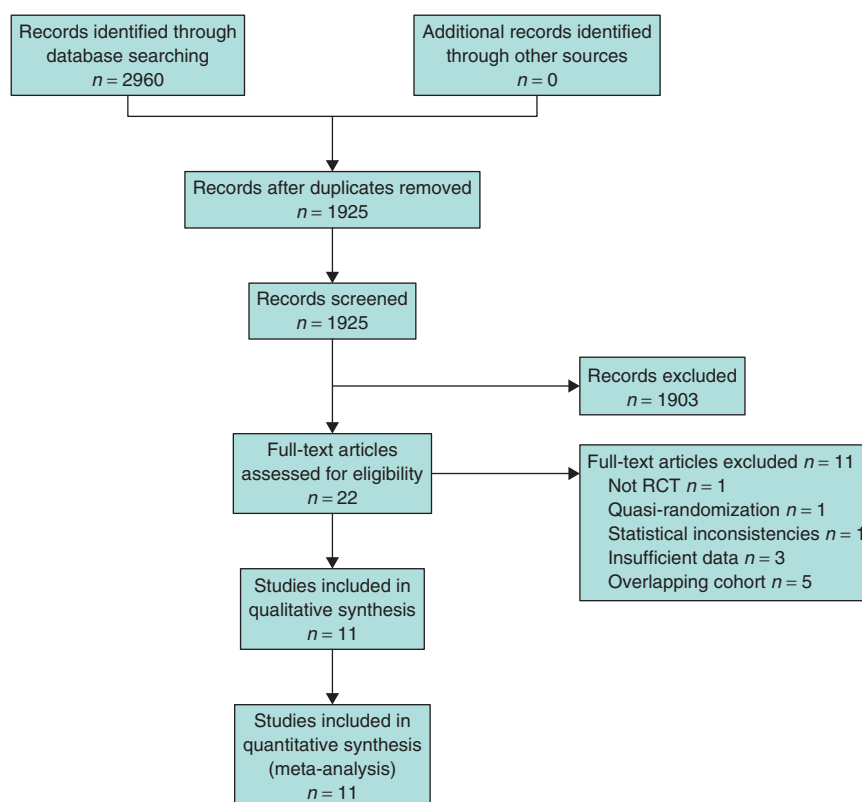 Records identified through
database searching
n = 2960
Additional records identified
through other sources
n = 0
Records after duplicates removed
n = 1925
Records screened
n = 1925
Records excluded
n = 1903
Full-text articles
assessed for eligibility
n = 22
Full-text articles excluded n = 11
Not RCT n = 1
Quasi-randomization n = 1
Statistical inconsistencies n = 1
Insufficient data n = 3
Overlapping cohort n = 5
Studies included in
qualitative synthesis
n = 11
Studies included in
quantitative synthesis
(meta-analysis)
n = 11